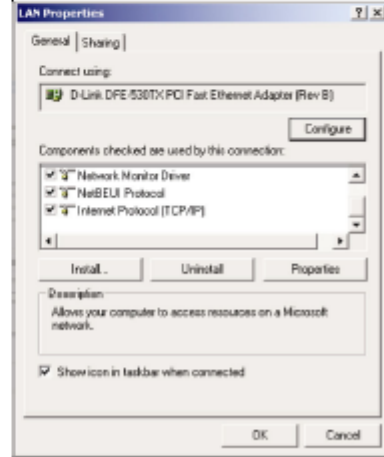 LAN Properties
General
Sharing
Connect using:
D-Link DFE-530TX PCI Fast Ethernet Adapter (Rev B)
Configure
Components checked are used by this connection:
Network Monitor Driver
NetBEUI Protocol
Internet Protocol (TCP/IP)
Install...
Uninstall
Properties
Description
Allows your computer to access resources on a Microsoft
network.
Show icon in taskbar when connected
OK
Cancel